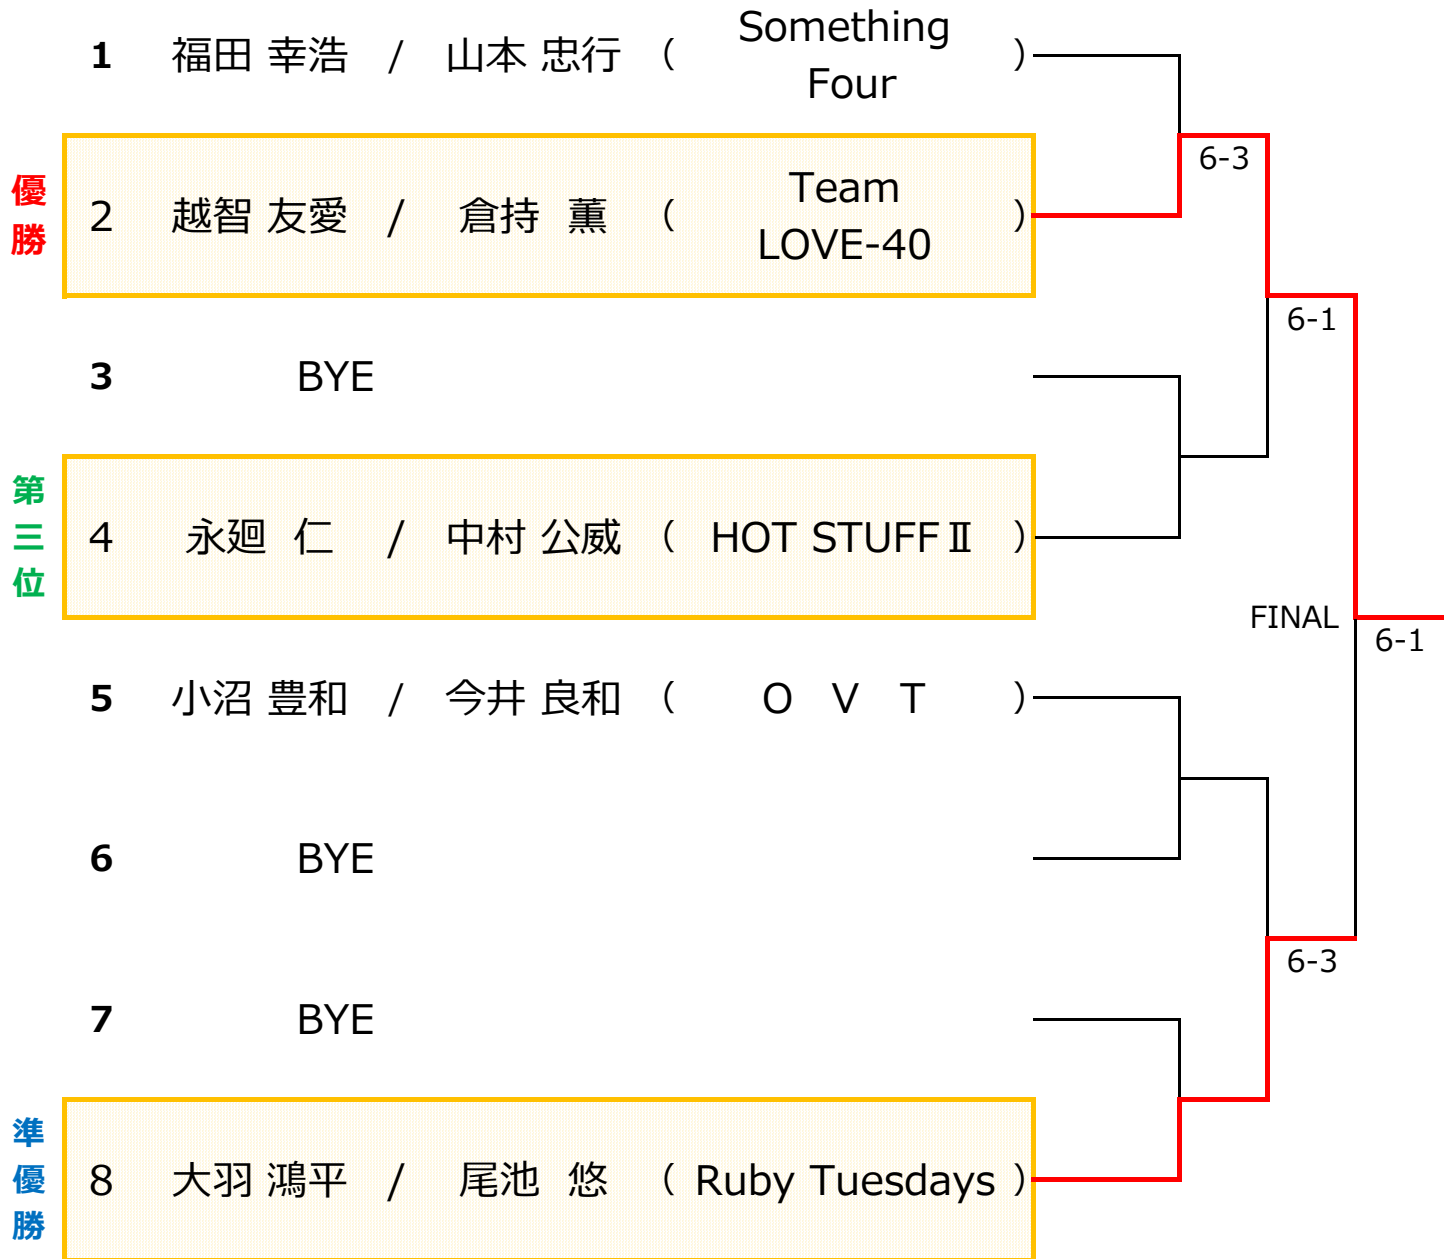 1 福田 幸浩 / 山本 忠行 ( Something Four )
6-3
優勝
2 越智 友愛 / 倉持 薫 ( Team LOVE-40 )
6-1
3 BYE
第三位
4 永廻 仁 / 中村 公威 ( HOT STUFFⅡ )
FINAL
6-1
5 小沼 豊和 / 今井 良和 ( O V T )
6 BYE
6-3
7 BYE
準優勝
8 大羽 鴻平 / 尾池 悠 ( Ruby Tuesdays )